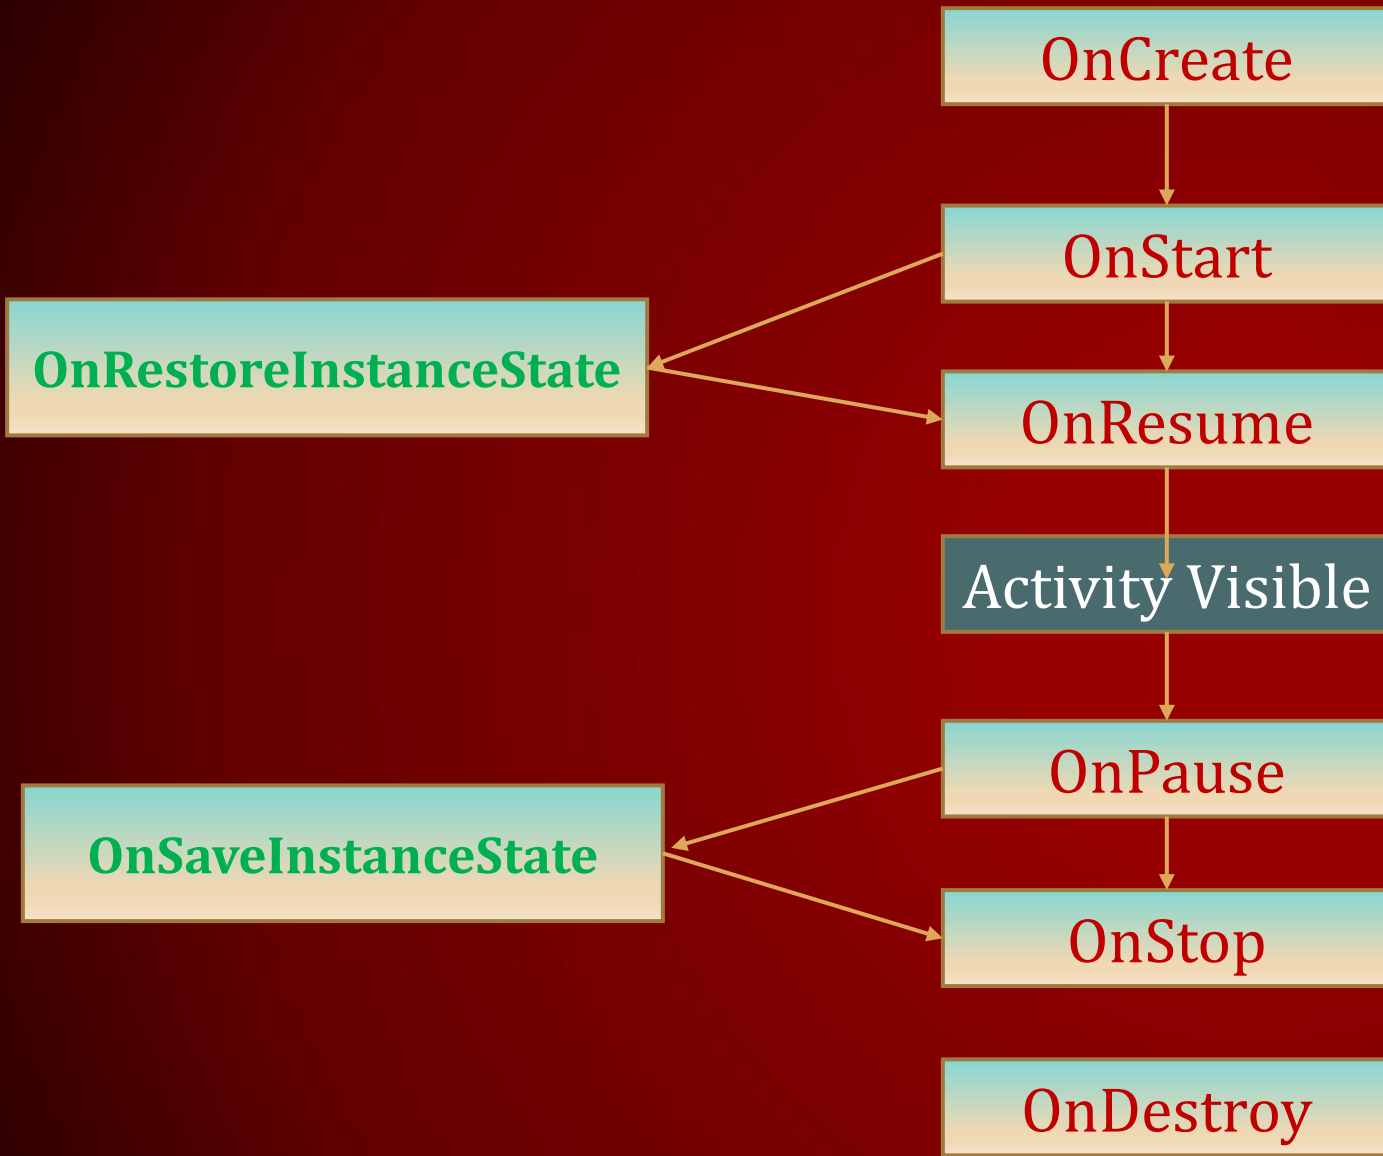 OnCreate
OnStart
OnRestoreInstanceState
OnResume
Activity Visible
OnPause
OnSaveInstanceState
OnStop
OnDestroy